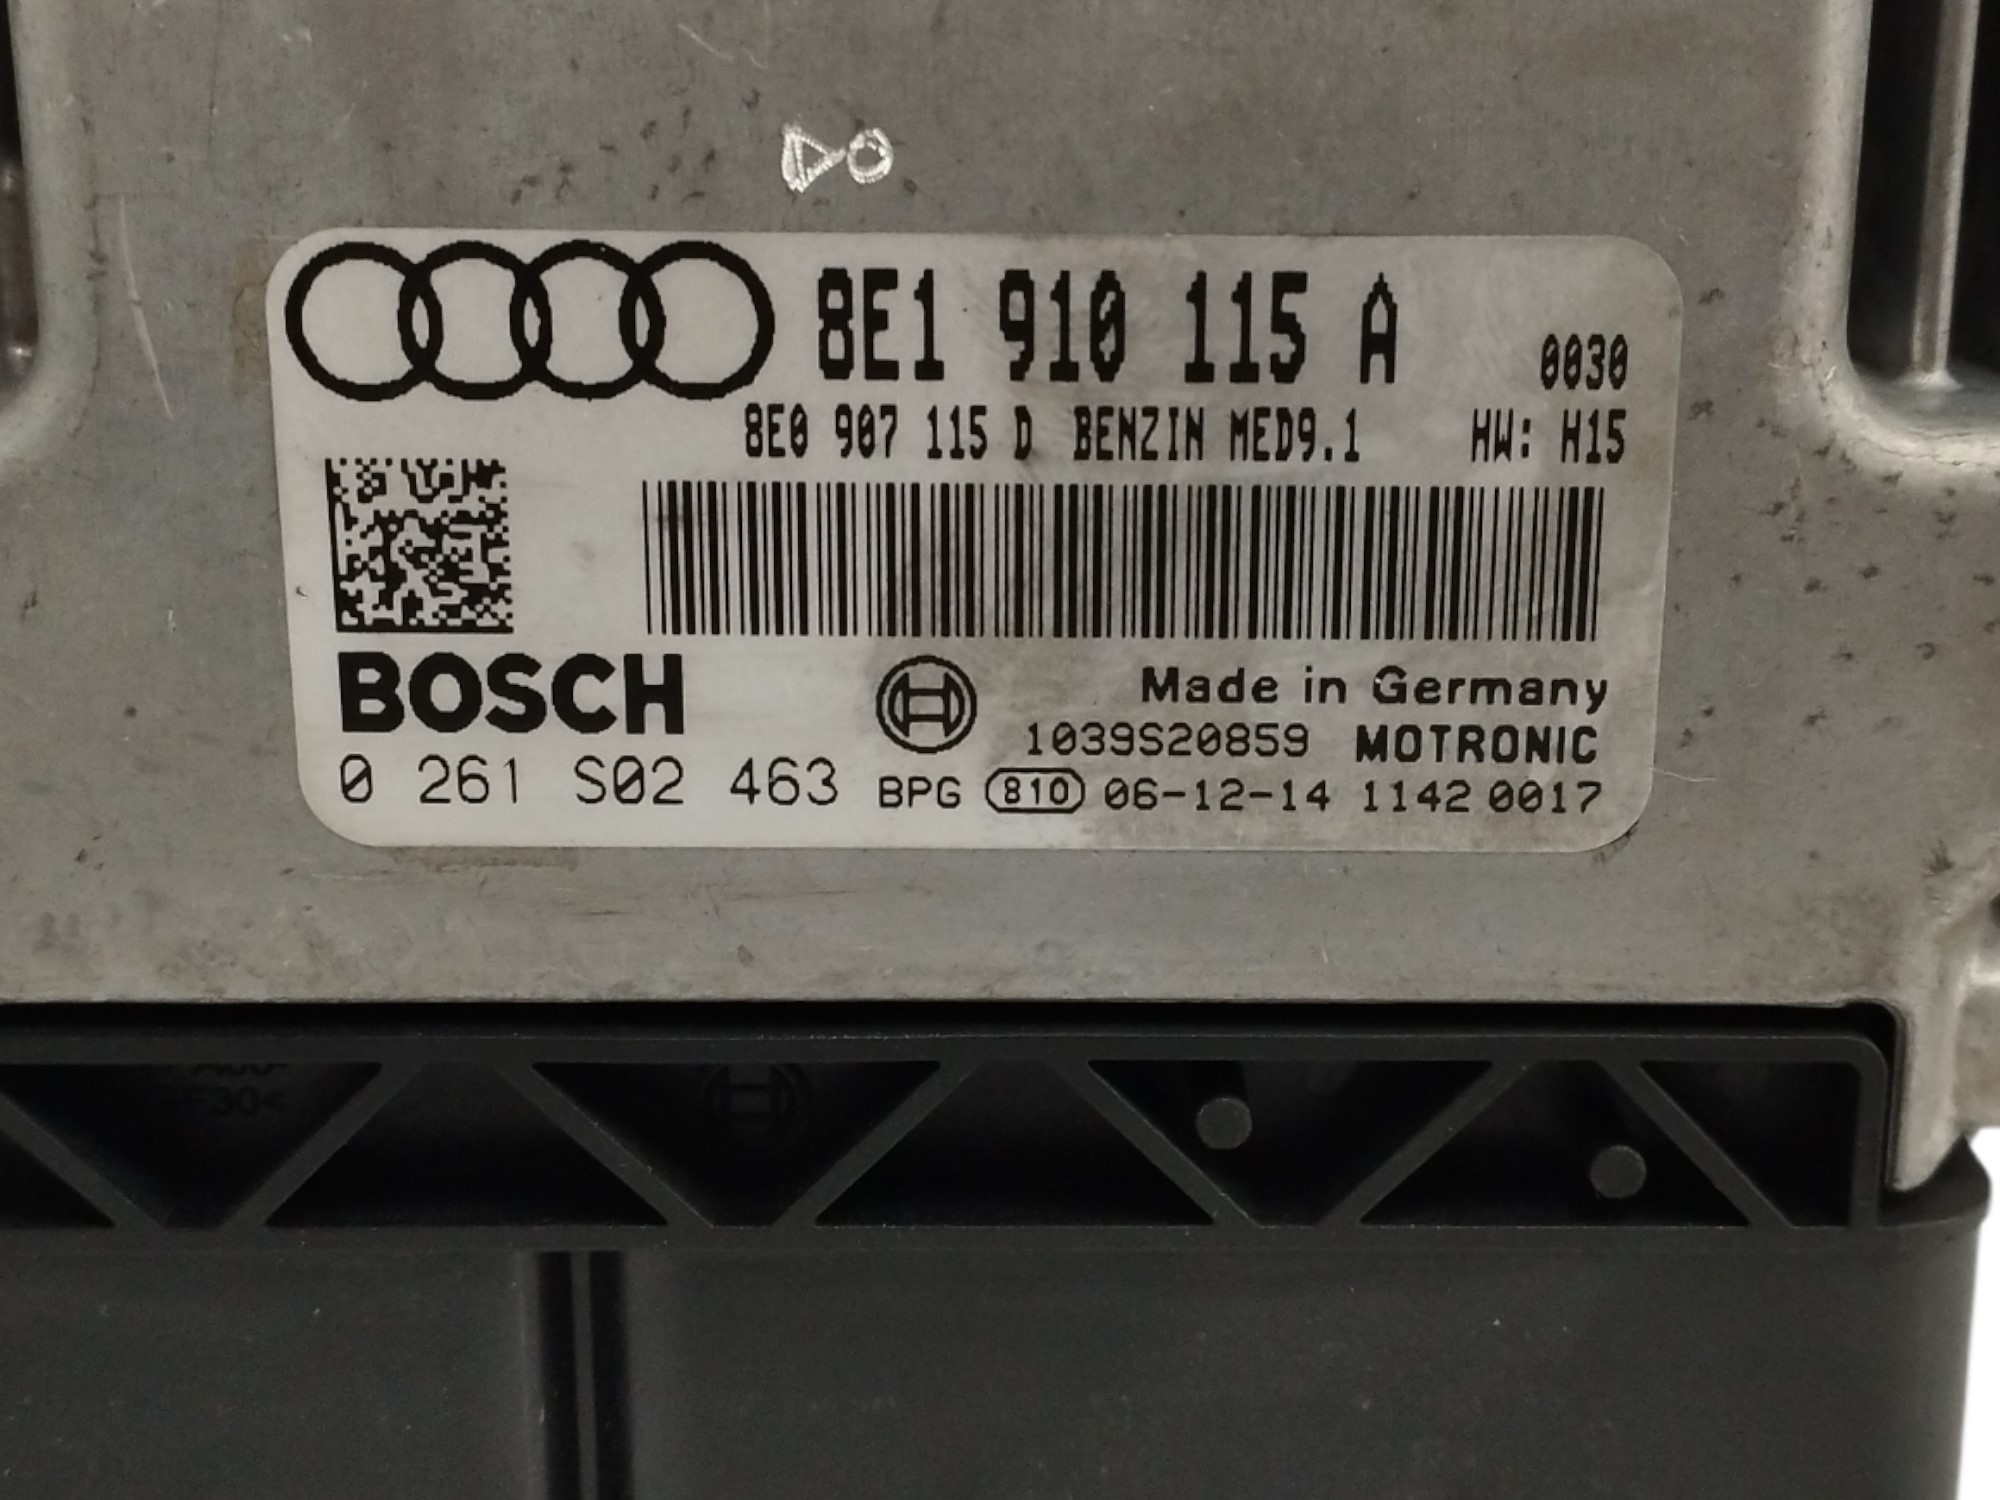 8E1 910 115 A 0030
8E0 907 115 D BENZIN MED9.1 HW: H15
BOSCH
Made in Germany
1039S20859 MOTRONIC
0 261 S02 463 BPG 810 06-12-14 1142 0017
F30<